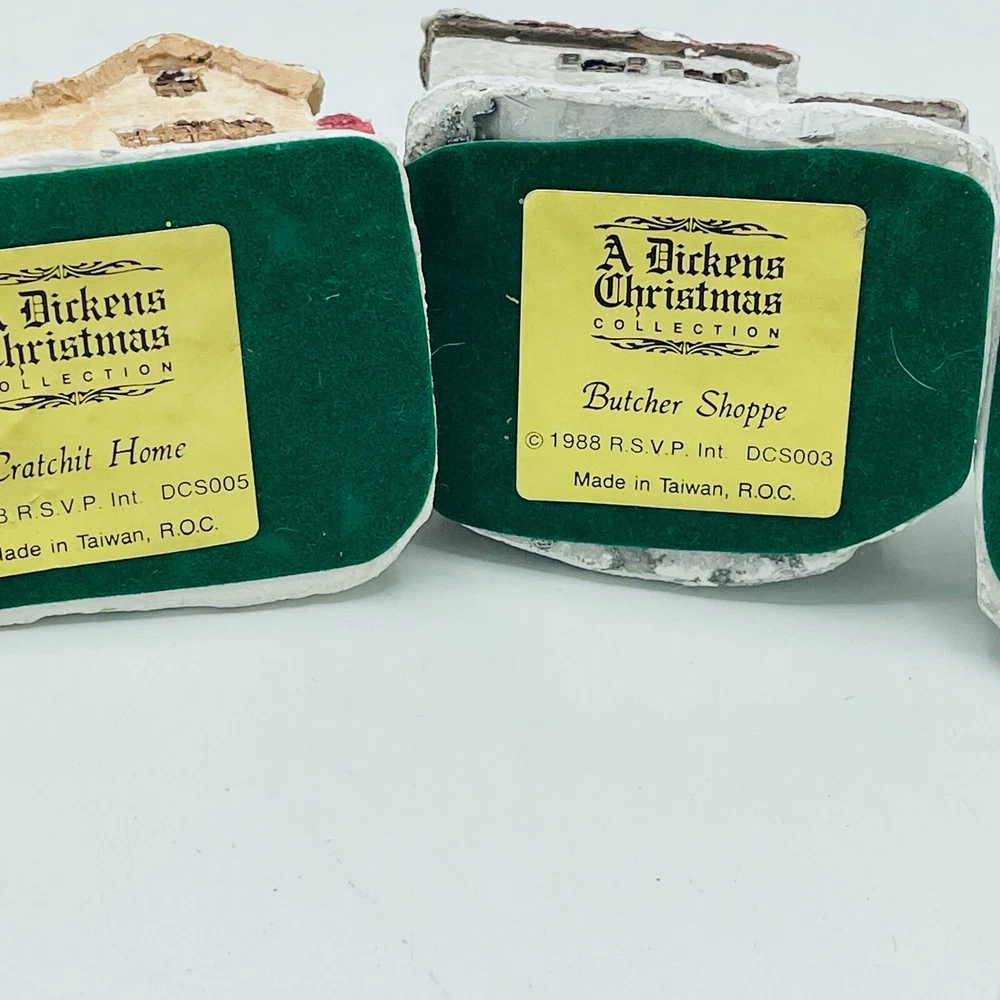 Dickens
Christmas
COLLECTION
Cratchit Home
R.S.V.P. Int. DCS005
Made in Taiwan, R.O.C.
A Dickens
Christmas
COLLECTION
Butcher Shoppe
© 1988 R.S.V.P. Int. DCS003
Made in Taiwan, R.O.C.